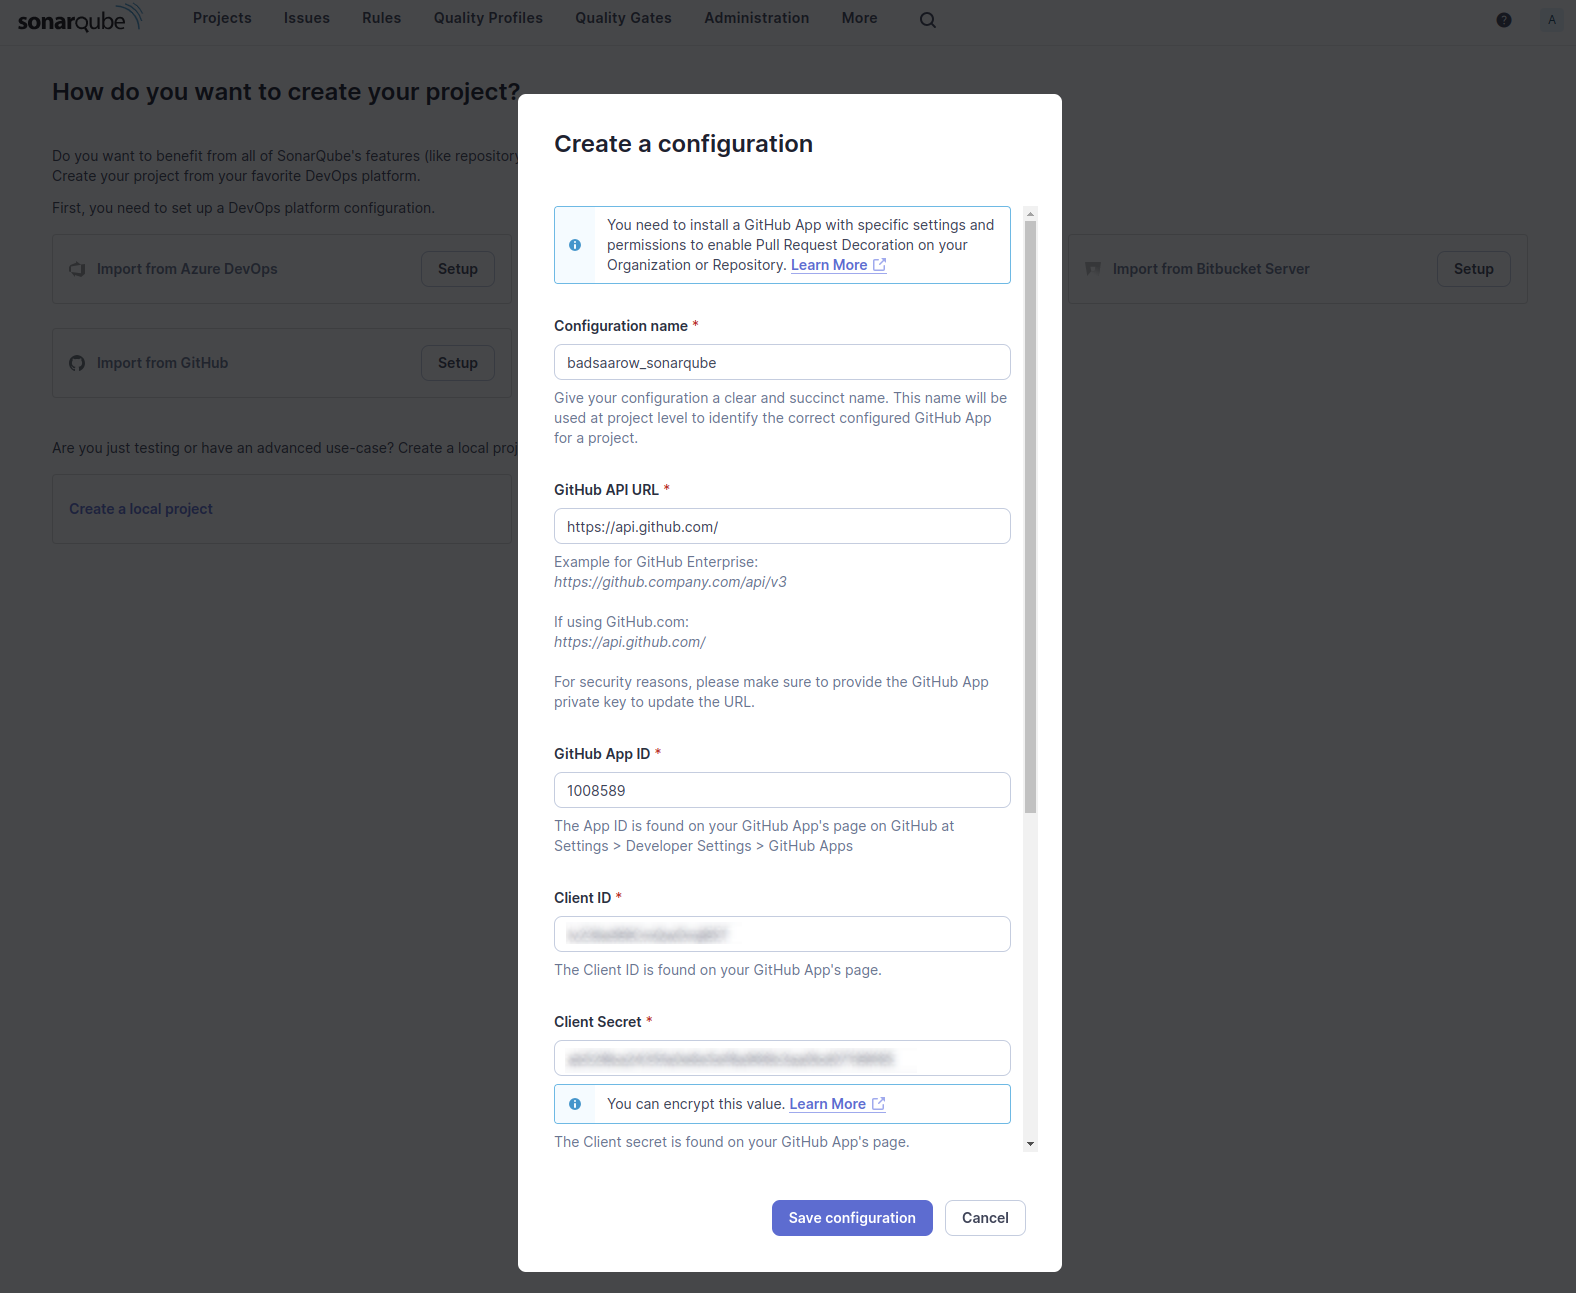 sonarqube Projects Issues Rules Quality Profiles Quality Gates Administration More ? A
How do you want to create your project?
Do you want to benefit from all of SonarQube's features (like repository
Create your project from your favorite DevOps platform.
First, you need to set up a DevOps platform configuration.
Import from Azure DevOps Setup
Import from Bitbucket Server Setup
Import from GitHub Setup
Are you just testing or have an advanced use-case? Create a local proj
Create a local project
Create a configuration
You need to install a GitHub App with specific settings and
permissions to enable Pull Request Decoration on your
Organization or Repository. Learn More
Configuration name *
badsaarow_sonarqube
Give your configuration a clear and succinct name. This name will be
used at project level to identify the correct configured GitHub App
for a project.
GitHub API URL *
https://api.github.com/
Example for GitHub Enterprise:
https://github.company.com/api/v3
If using GitHub.com:
https://api.github.com/
For security reasons, please make sure to provide the GitHub App
private key to update the URL.
GitHub App ID *
1008589
The App ID is found on your GitHub App's page on GitHub at
Settings > Developer Settings > GitHub Apps
Client ID *
The Client ID is found on your GitHub App's page.
Client Secret *
You can encrypt this value. Learn More
The Client secret is found on your GitHub App's page.
Save configuration Cancel